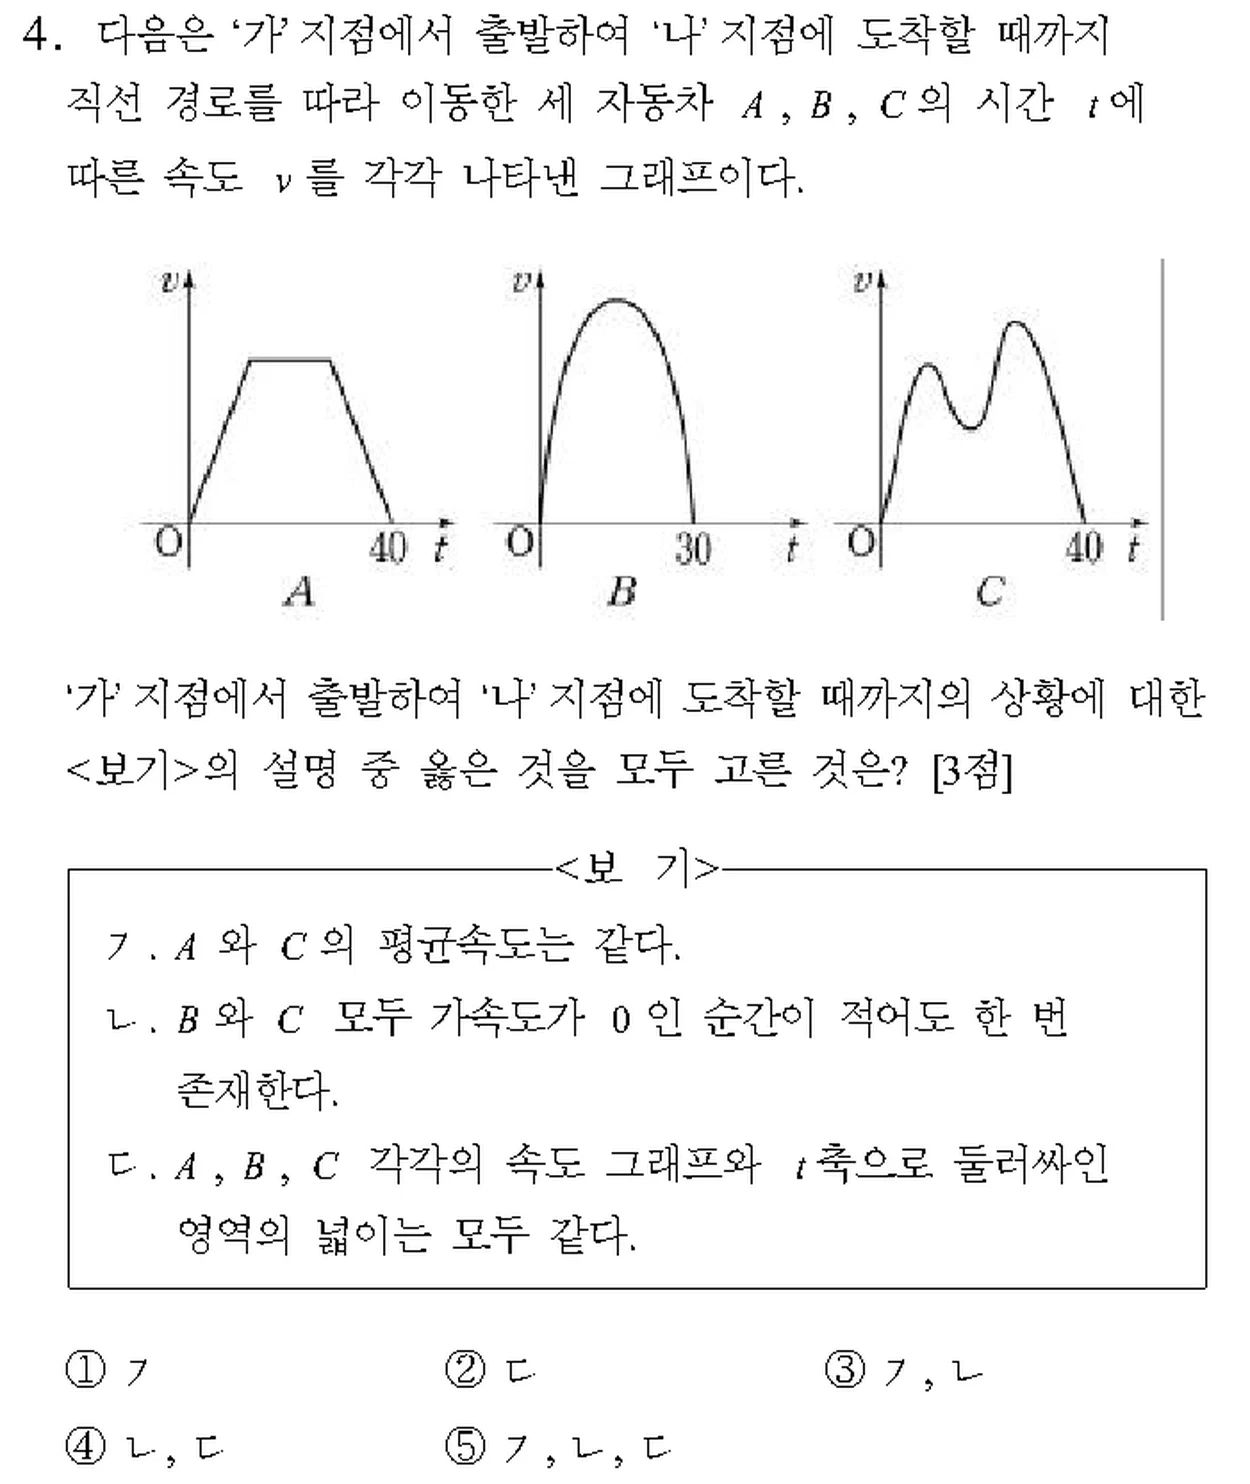 4. 다음은 ‘가’ 지점에서 출발하여 ‘나’ 지점에 도착할 때까지
직선 경로를 따라 이동한 세 자동차 A, B, C의 시간 t에
따른 속도 v를 각각 나타낸 그래프이다.
v v v
O 40 t O 30 t O 40 t
A B C
‘가’ 지점에서 출발하여 ‘나’ 지점에 도착할 때까지의 상황에 대한
<보기>의 설명 중 옳은 것을 모두 고른 것은? [3점]
<보 기>
ㄱ. A와 C의 평균속도는 같다.
ㄴ. B와 C 모두 가속도가 0인 순간이 적어도 한 번
존재한다.
ㄷ. A, B, C 각각의 속도 그래프와 t축으로 둘러싸인
영역의 넓이는 모두 같다.
① ㄱ ② ㄷ ③ ㄱ, ㄴ
④ ㄴ, ㄷ ⑤ ㄱ, ㄴ, ㄷ